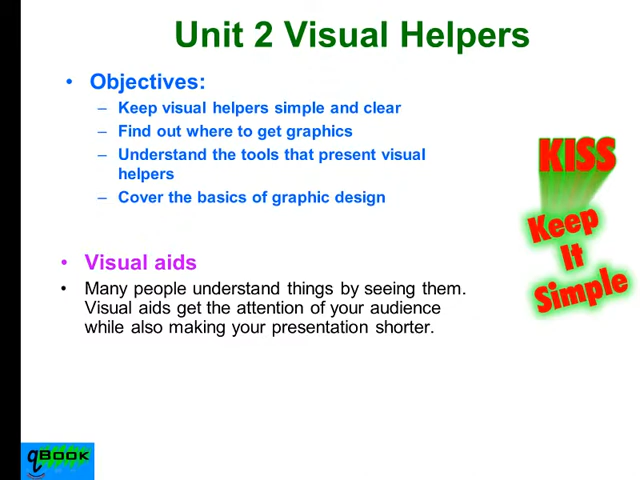 Unit 2 Visual Helpers
• Objectives:
– Keep visual helpers simple and clear
– Find out where to get graphics
– Understand the tools that present visual
helpers
– Cover the basics of graphic design
KISS
Keep
It
Simple
• Visual aids
• Many people understand things by seeing them.
Visual aids get the attention of your audience
while also making your presentation shorter.
qBOOK